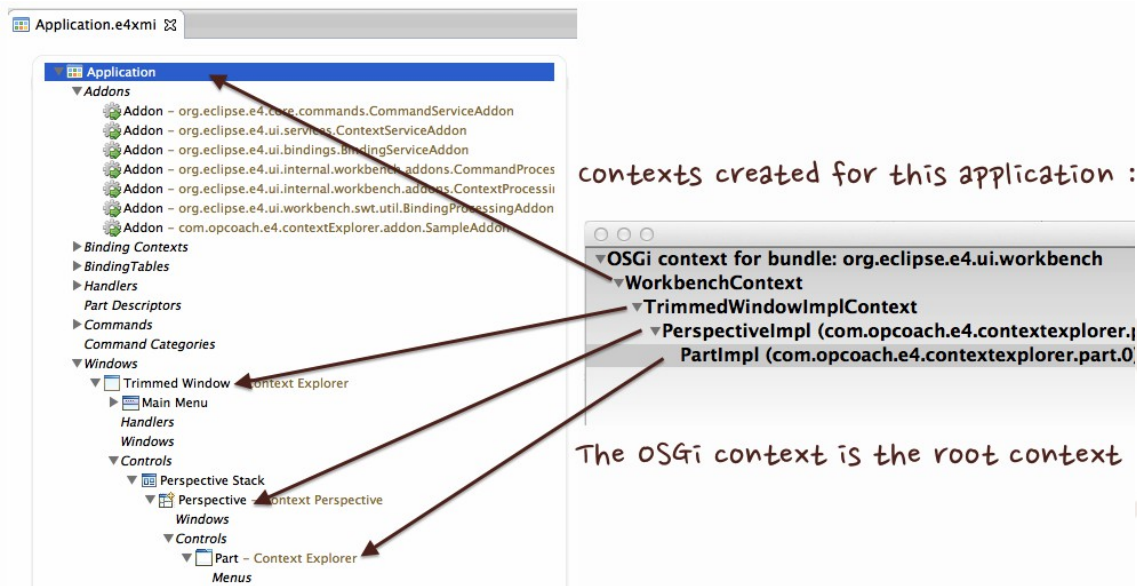 Application.e4xmi
Application
Addons
Addon – org.eclipse.e4.core.commands.CommandServiceAddon
Addon – org.eclipse.e4.ui.services.ContextServiceAddon
Addon – org.eclipse.e4.ui.bindings.BindingServiceAddon
Addon – org.eclipse.e4.ui.internal.workbench.addons.CommandProces
Addon – org.eclipse.e4.ui.internal.workbench.addons.ContextProcessin
Addon – org.eclipse.e4.ui.workbench.swt.util.BindingProcessingAddon
Addon – com.opcoach.e4.contextExplorer.addon.SampleAddon
Binding Contexts
BindingTables
Handlers
Part Descriptors
Commands
Command Categories
Windows
Trimmed Window – Context Explorer
Main Menu
Handlers
Windows
Controls
Perspective Stack
Perspective – Context Perspective
Windows
Controls
Part – Context Explorer
Menus
contexts created for this application :
OSGi context for bundle: org.eclipse.e4.ui.workbench
WorkbenchContext
TrimmedWindowImplContext
PerspectiveImpl (com.opcoach.e4.contextexplorer.p
PartImpl (com.opcoach.e4.contextexplorer.part.0)
The OSGi context is the root context